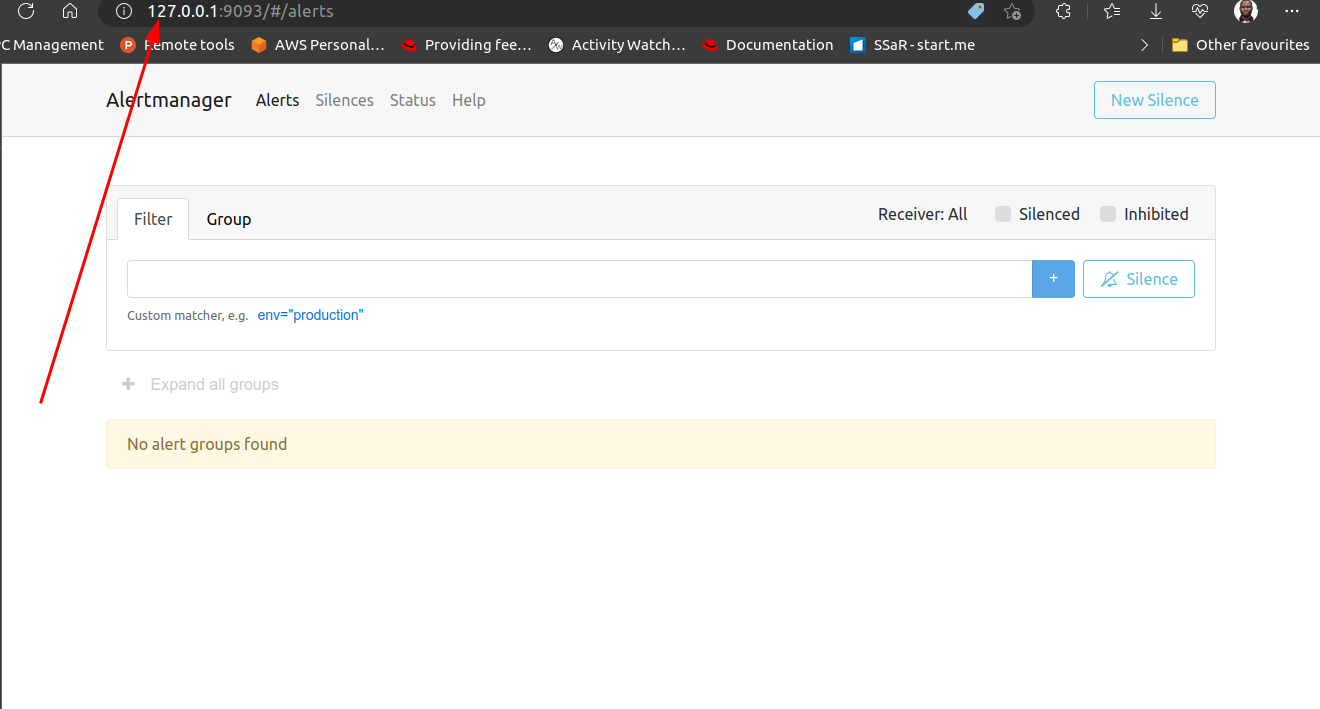 127.0.0.1:9093/#/alerts
C Management Remote tools AWS Personal... Providing fee... Activity Watch... Documentation SSaR - start.me Other favourites
Alertmanager Alerts Silences Status Help New Silence
Filter Group Receiver: All Silenced Inhibited
+ Silence
Custom matcher, e.g. env="production"
+ Expand all groups
No alert groups found